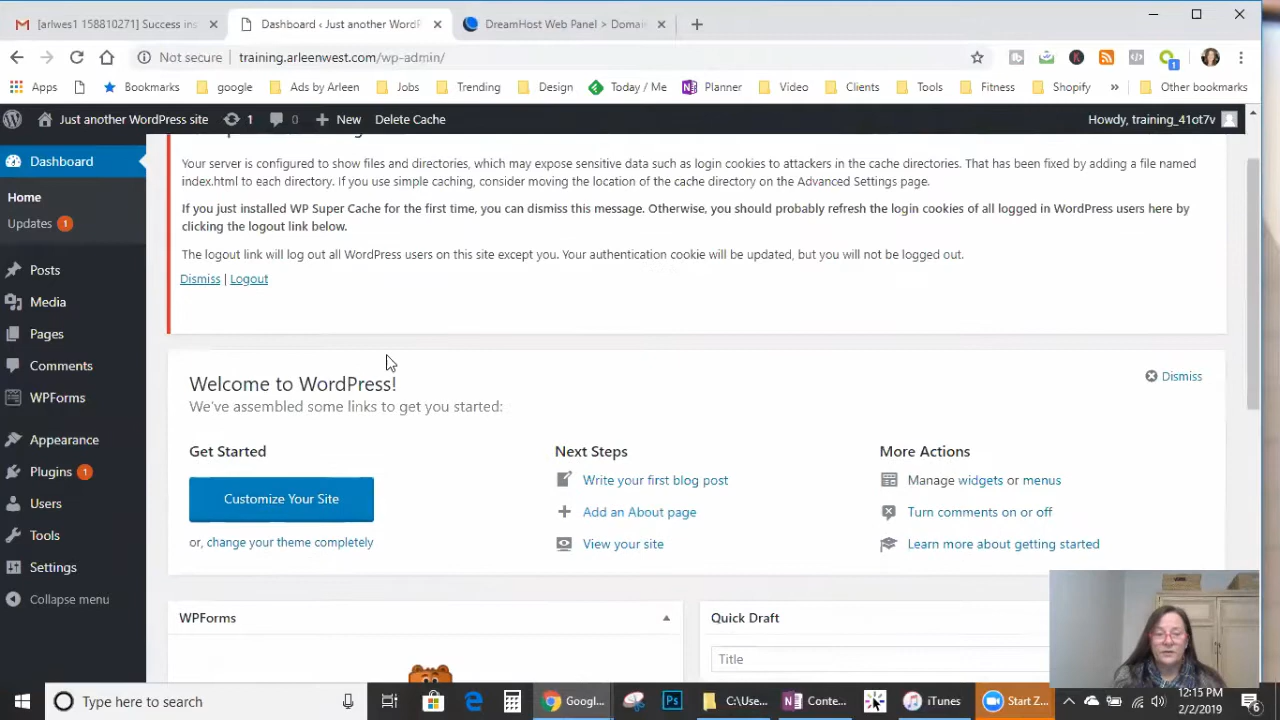 [arlwes1 158810271] Success ins
Dashboard ‹ Just another WordPr
DreamHost Web Panel > Domai
Not secure
training.arleenwest.com/wp-admin/
Apps
Bookmarks
google
Ads by Arleen
Jobs
Trending
Design
Today / Me
Planner
Video
Clients
Tools
Fitness
Shopify
»
Other bookmarks
Just another WordPress site
1
0
New
Delete Cache
Howdy, training_41ot7v
Dashboard
Home
Updates 1
Posts
Media
Pages
Comments
WPForms
Appearance
Plugins 1
Users
Tools
Settings
Collapse menu
Your server is configured to show files and directories, which may expose sensitive data such as login cookies to attackers in the cache directories. That has been fixed by adding a file named
index.html to each directory. If you use simple caching, consider moving the location of the cache directory on the Advanced Settings page.
If you just installed WP Super Cache for the first time, you can dismiss this message. Otherwise, you should probably refresh the login cookies of all logged in WordPress users here by
clicking the logout link below.
The logout link will log out all WordPress users on this site except you. Your authentication cookie will be updated, but you will not be logged out.
Dismiss | Logout
Welcome to WordPress!
Dismiss
We've assembled some links to get you started:
Get Started
Customize Your Site
or, change your theme completely
Next Steps
Write your first blog post
Add an About page
View your site
More Actions
Manage widgets or menus
Turn comments on or off
Learn more about getting started
WPForms
Quick Draft
Title
Type here to search
Googl...
C:\Use...
Conte...
iTunes
Start Z...
12:15 PM
2/2/2019
6